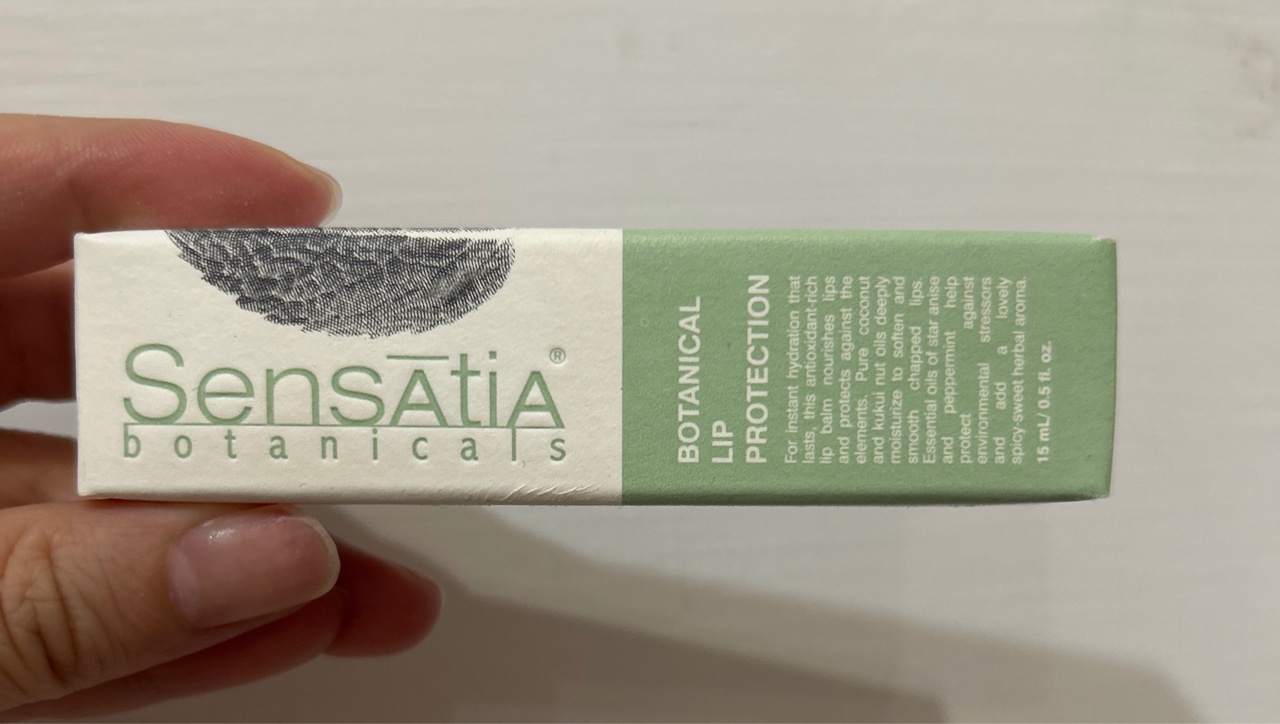 SensAtiA®
botanicals
BOTANICAL
LIP
PROTECTION
For instant hydration that
lasts, this antioxidant-rich
lip balm nourishes lips
and protects against the
elements. Pure coconut
and kukui nut oils deeply
moisturize to soften and
smooth chapped lips.
Essential oils of star anise
and peppermint help
protect against
environmental stressors
and add a lovely
spicy-sweet herbal aroma.
15 mL/ 0.5 fl. oz.